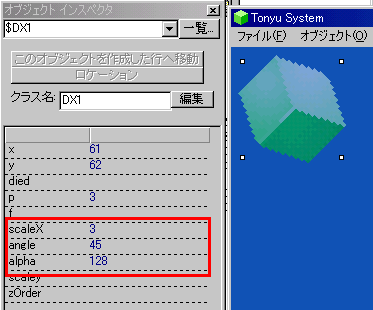 オブジェクト インスペクタ
$DX1
一覧...
このオブジェクトを作成した行へ移動
ロケーション
クラス名: DX1 編集
x 61
y 62
died
p 3
f
scaleX 3
angle 45
alpha 128
scaley
zOrder
Tonyu System
ファイル(F) オブジェクト(O)